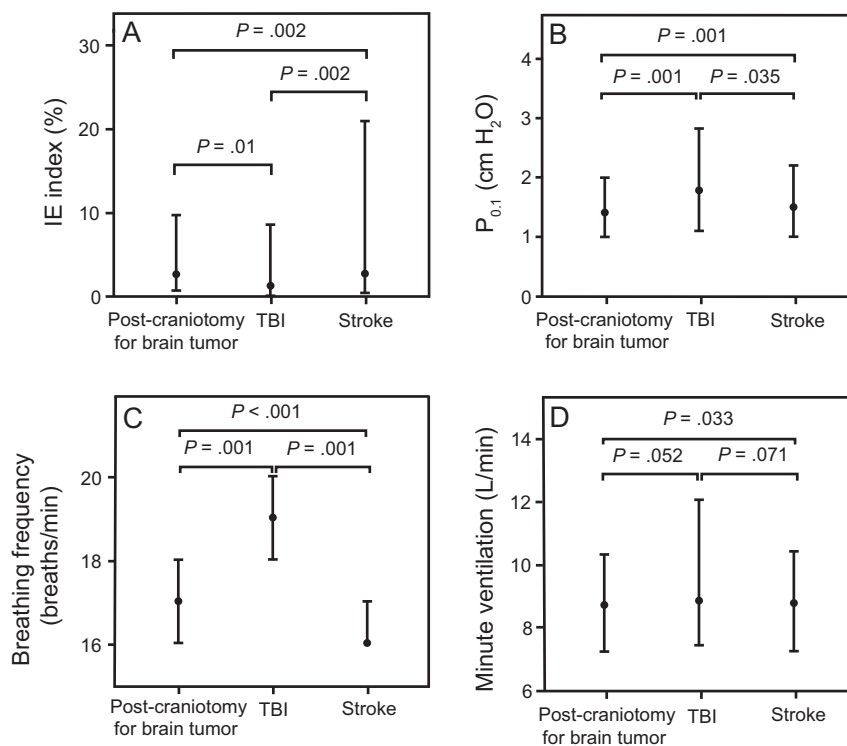 A
P = .002
P = .002
P = .01
IE index (%)
30
20
10
0
Post-craniotomy
for brain tumor
TBI
Stroke
B
P = .001
P = .001
P = .035
P0.1 (cm H2O)
4
3
2
1
0
Post-craniotomy
for brain tumor
TBI
Stroke
C
P < .001
P = .001
P = .001
Breathing frequency
(breaths/min)
20
18
16
Post-craniotomy
for brain tumor
TBI
Stroke
D
P = .033
P = .052
P = .071
Minute ventilation (L/min)
14
12
10
8
6
Post-craniotomy
for brain tumor
TBI
Stroke